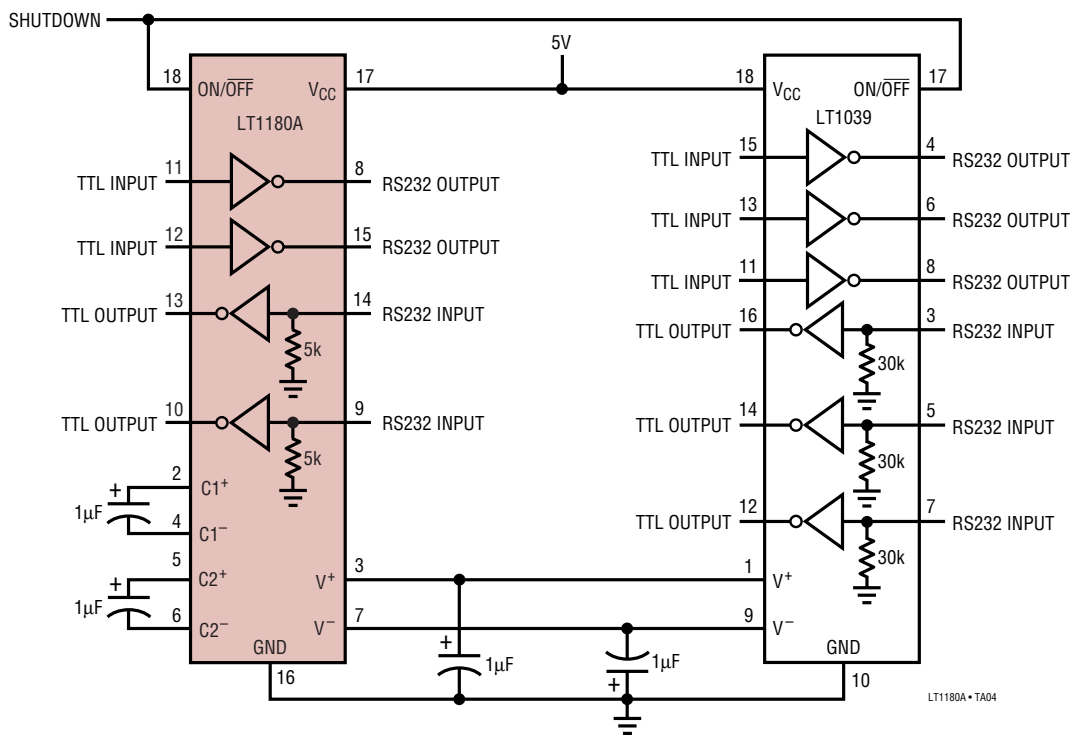 SHUTDOWN
5V
18 ON/OFF VCC 17
18 VCC ON/OFF 17
LT1180A
LT1039
TTL INPUT 11 8 RS232 OUTPUT
TTL INPUT 12 15 RS232 OUTPUT
TTL OUTPUT 13 14 RS232 INPUT
5k
TTL OUTPUT 10 9 RS232 INPUT
5k
2 C1+
+
1µF
4 C1−
5 C2+
+
1µF
6 C2−
V+ 3
V− 7
GND
16
+
1µF
1µF
+
TTL INPUT 15 4 RS232 OUTPUT
TTL INPUT 13 6 RS232 OUTPUT
TTL INPUT 11 8 RS232 OUTPUT
TTL OUTPUT 16 3 RS232 INPUT
30k
TTL OUTPUT 14 5 RS232 INPUT
30k
TTL OUTPUT 12 7 RS232 INPUT
30k
1 V+
9 V−
GND
10
LT1180A • TA04